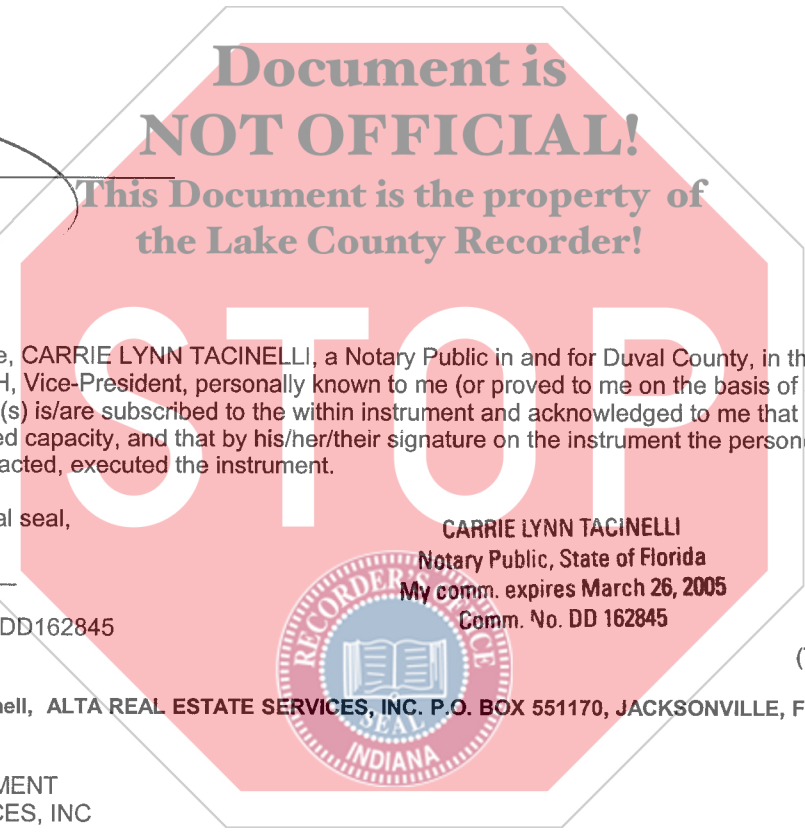 Document is
NOT OFFICIAL!
This Document is the property of
the Lake County Recorder!
STOP
e, CARRIE LYNN TACINELLI, a Notary Public in and for Duval County, in th
H, Vice-President, personally known to me (or proved to me on the basis of
(s) is/are subscribed to the within instrument and acknowledged to me that
ed capacity, and that by his/her/their signature on the instrument the person
acted, executed the instrument.
al seal,
CARRIE LYNN TACINELLI
Notary Public, State of Florida
My comm. expires March 26, 2005
Comm. No. DD 162845
DD162845
RECORDER'S OFFICE
SEAL
INDIANA
nell, ALTA REAL ESTATE SERVICES, INC. P.O. BOX 551170, JACKSONVILLE, F
MENT
CES, INC